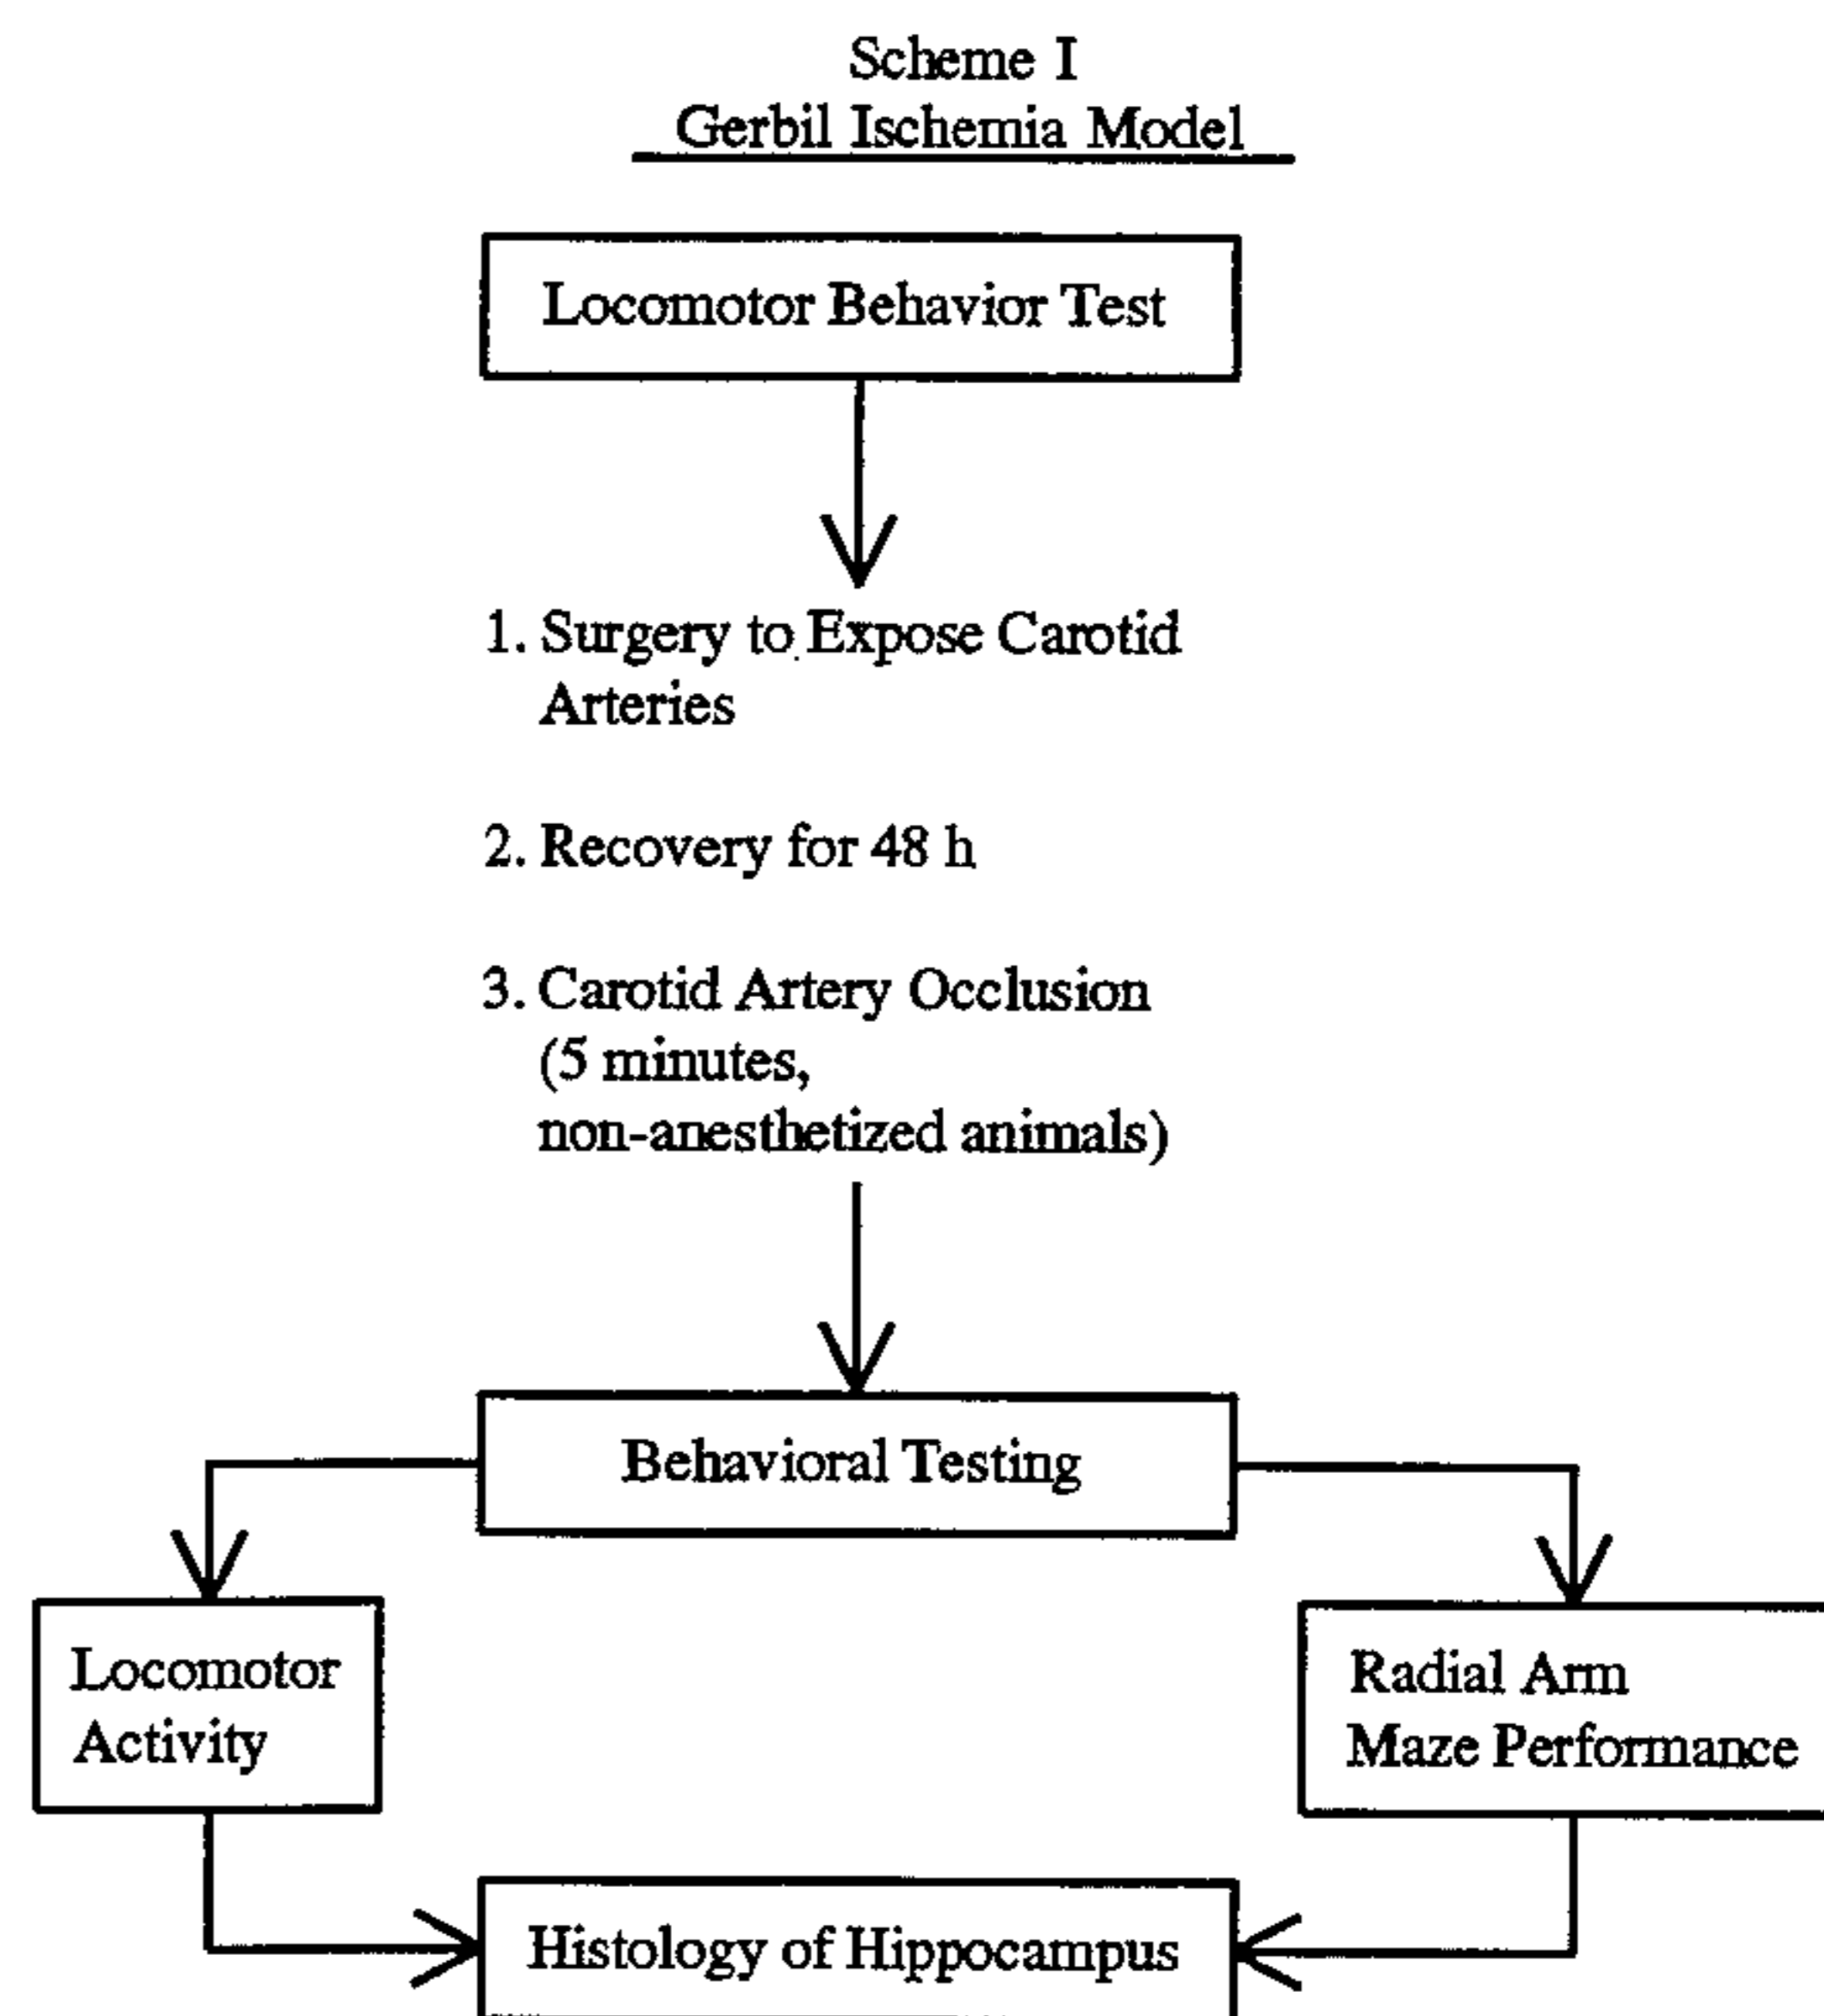 Scheme I
Gerbil Ischemia Model
Locomotor Behavior Test
1. Surgery to Expose Carotid
Arteries
2. Recovery for 48 h
3. Carotid Artery Occlusion
(5 minutes,
non-anesthetized animals)
Behavioral Testing
Locomotor
Activity
Radial Arm
Maze Performance
Histology of Hippocampus